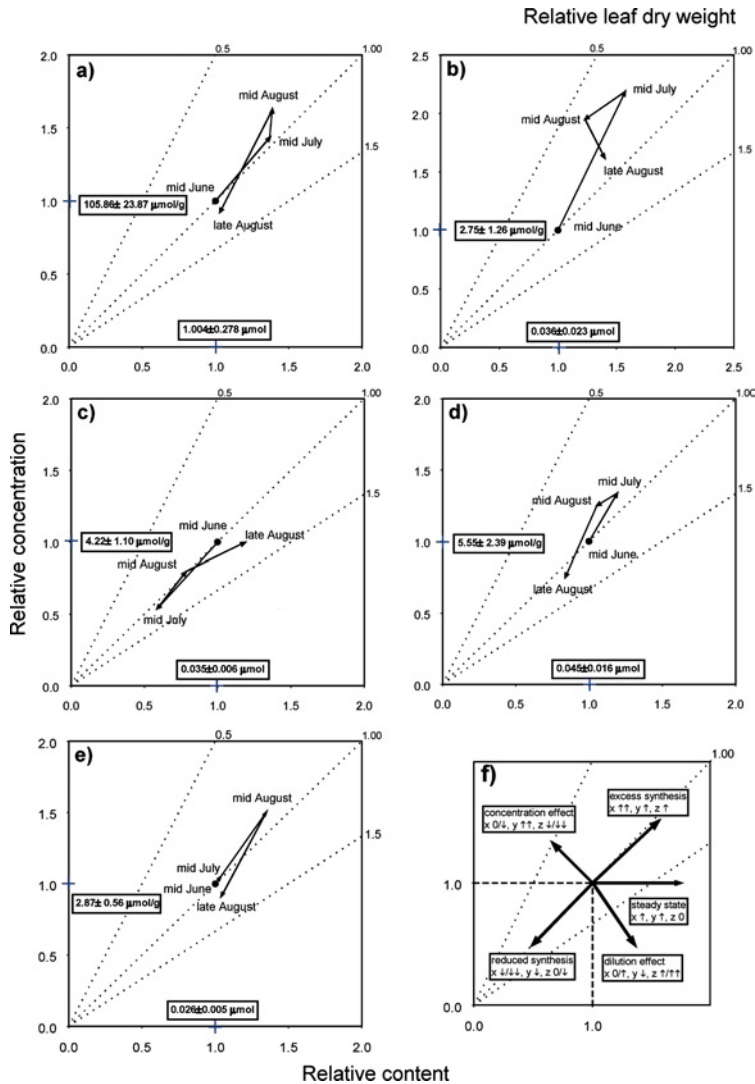 Relative leaf dry weight
0.5 1.00
2.0
a)
mid August
1.5
mid July
1.5
mid June
1.0
105.86± 23.87 µmol/g
late August
0.5
1.004±0.278 µmol
0.0
0.0 0.5 1.0 1.5 2.0
0.5 1.00
2.5
b)
mid July
2.0
mid August
1.5
late August
1.5
1.0
2.75± 1.26 µmol/g
mid June
0.5
0.036±0.023 µmol
0.0
0.0 0.5 1.0 1.5 2.0 2.5
0.5 1.00
2.0
c)
1.5
1.5
mid June
1.0
4.22± 1.10 µmol/g
late August
mid August
0.5
mid July
0.035±0.006 µmol
0.0
0.0 0.5 1.0 1.5 2.0
0.5 1.00
2.0
d)
mid July
1.5
mid August
1.5
1.0
5.55± 2.39 µmol/g
mid June
late August
0.5
0.045±0.016 µmol
0.0
0.0 0.5 1.0 1.5 2.0
Relative concentration
0.5 1.00
2.0
e)
mid August
1.5
1.5
mid July
1.0
mid June
2.87± 0.56 µmol/g
late August
0.5
0.026±0.005 µmol
0.0
0.0 0.5 1.0 1.5 2.0
1.00
f)
excess synthesis
x ↑↑, y ↑, z ↑
concentration effect
x 0/↓, y ↑↑, z ↓/↓↓
1.0
steady state
x ↑, y ↑, z 0
reduced synthesis
x ↓/↓↓, y ↓, z 0/↓
dilution effect
x 0/↑, y ↓, z ↑/↑↑
0.0
0.0 1.0
Relative content